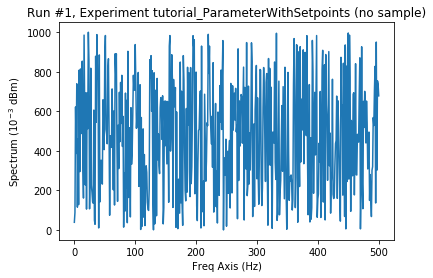 Run #1, Experiment tutorial_ParameterWithSetpoints (no sample)
1000
800
600
400
200
0
Spectrum (10⁻³ dBm)
0 100 200 300 400 500
Freq Axis (Hz)